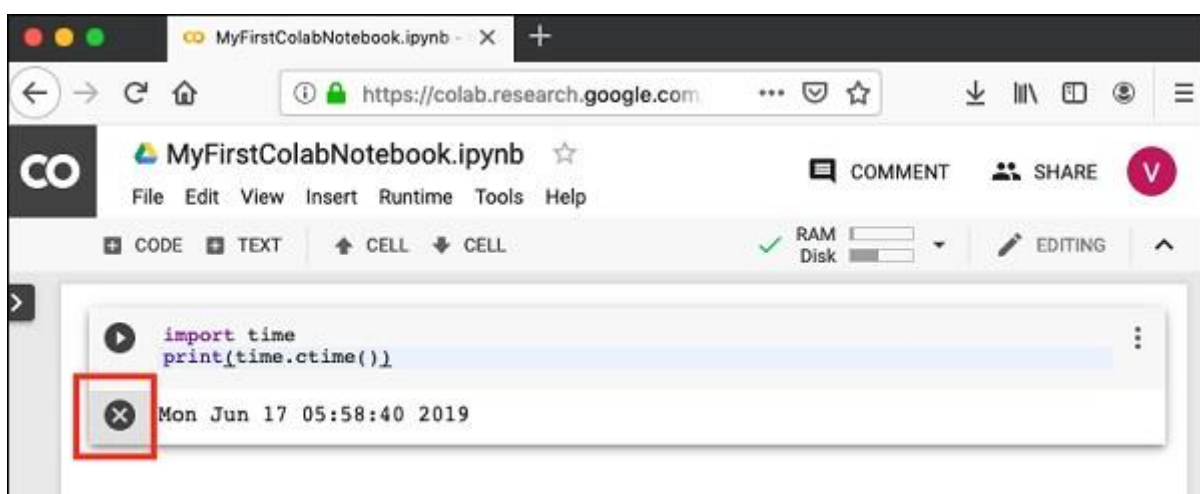 MyFirstColabNotebook.ipynb -
https://colab.research.google.com
CO
MyFirstColabNotebook.ipynb
COMMENT
SHARE
V
File Edit View Insert Runtime Tools Help
CODE TEXT CELL CELL
RAM
Disk
EDITING
import time
print(time.ctime())
Mon Jun 17 05:58:40 2019